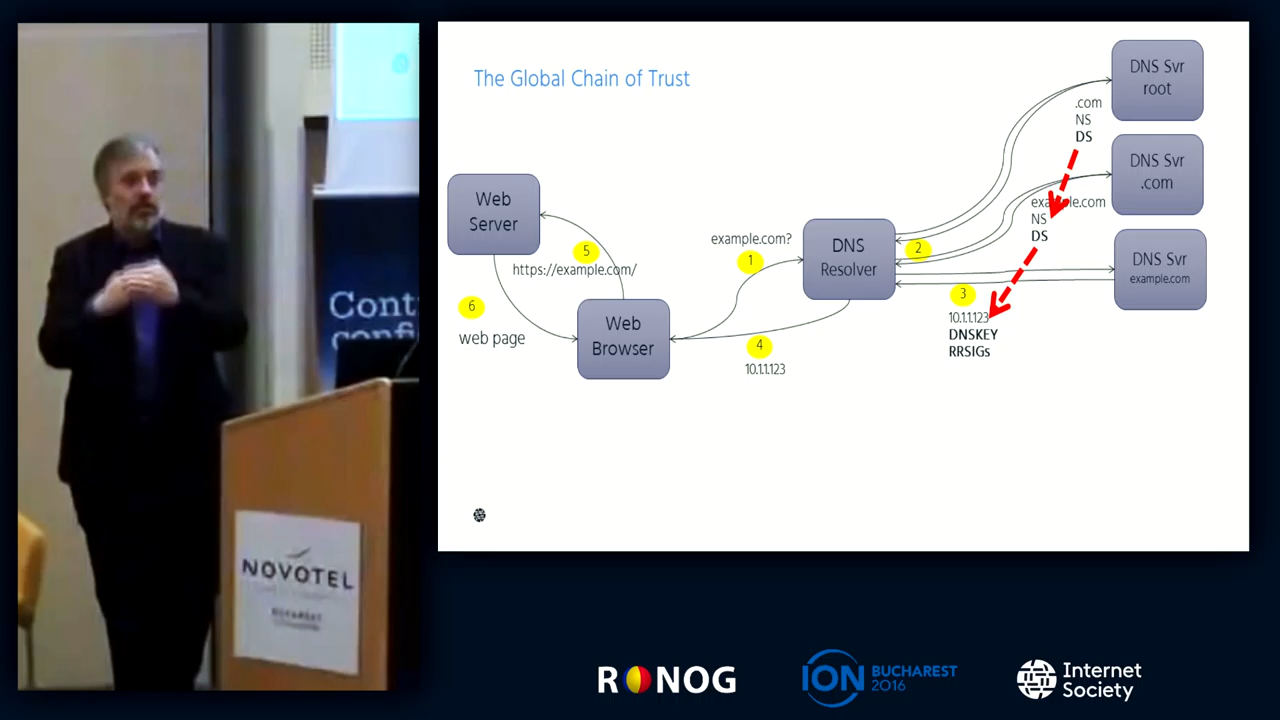 The Global Chain of Trust
DNS Svr
root
.com
NS
DS
DNS Svr
.com
example.com
NS
DS
DNS Svr
example.com
Web
Server
example.com?
1
DNS
Resolver
2
5
https://example.com/
3
10.1.1.123
DNSKEY
RRSIGs
6
web page
Web
Browser
4
10.1.1.123
NOVOTEL
BUCHAREST
RONOG
ION BUCHAREST
2016
Internet
Society